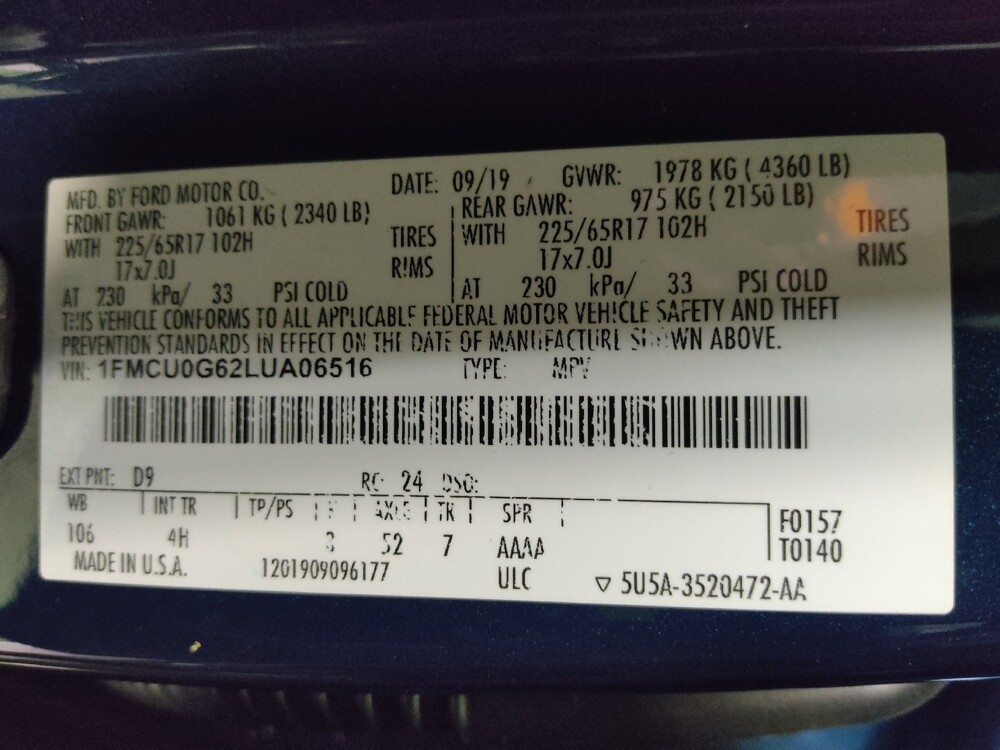 MFD. BY FORD MOTOR CO. DATE: 09/19 GVWR: 1978 KG ( 4360 LB)
FRONT GAWR: 1061 KG ( 2340 LB) REAR GAWR: 975 KG ( 2150 LB)
WITH 225/65R17 102H TIRES WITH 225/65R17 102H TIRES
17x7.0J RIMS 17x7.0J RIMS
AT 230 kPa/ 33 PSI COLD AT 230 kPa/ 33 PSI COLD
THIS VEHICLE CONFORMS TO ALL APPLICABLE FEDERAL MOTOR VEHICLE SAFETY AND THEFT
PREVENTION STANDARDS IN EFFECT ON THE DATE OF MANUFACTURE SHOWN ABOVE.
VIN: 1FMCU0G62LUA06516 TYPE: MPV
EXT PNT: D9 RC: 24 DSO:
WB INT TR TP/PS AXLE TR SPR
106 4H 52 7 AAAA
F0157
T0140
MADE IN U.S.A. 1201909096177 ULC ▽ 5U5A-3520472-AA